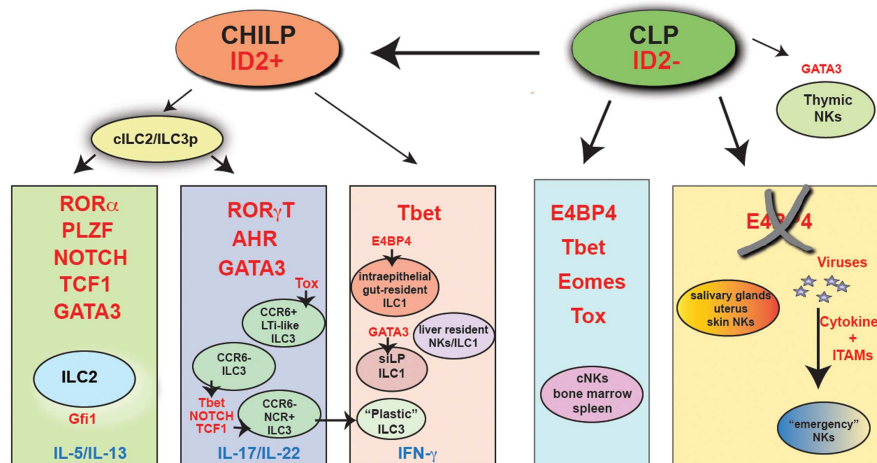 CHILP
ID2+
CLP
ID2-
GATA3
Thymic
NKs
cILC2/ILC3p
RORα
PLZF
NOTCH
TCF1
GATA3
ILC2
Gfi1
IL-5/IL-13
RORγT
AHR
GATA3
Tox
CCR6+
LTi-like
ILC3
CCR6-
ILC3
Tbet
NOTCH
TCF1
CCR6-
NCR+
ILC3
IL-17/IL-22
Tbet
E4BP4
intraepithelial
gut-resident
ILC1
liver resident
NKs/ILC1
GATA3
siLP
ILC1
“Plastic”
ILC3
IFN-γ
E4BP4
Tbet
Eomes
Tox
cNKs
bone marrow
spleen
E4BP4
Viruses
salivary glands
uterus
skin NKs
Cytokine
+
ITAMs
“emergency”
NKs